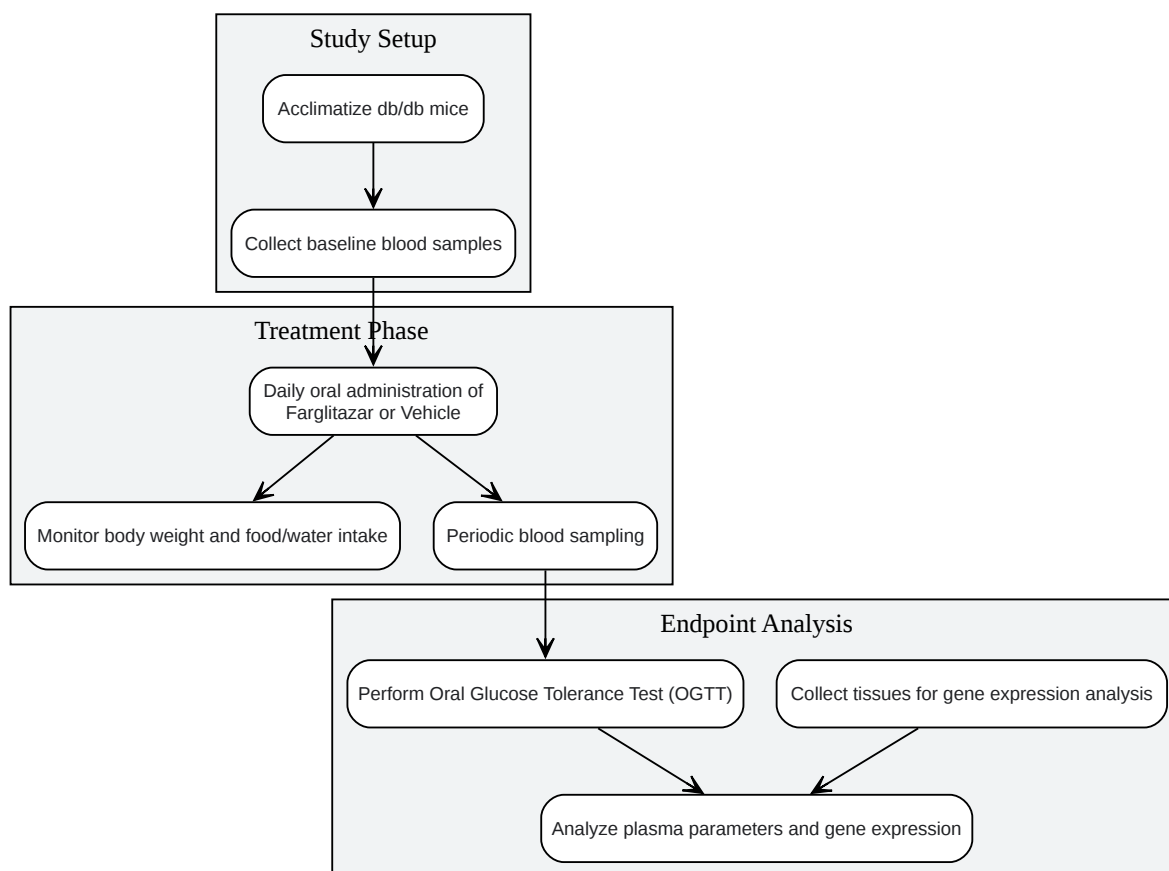 Study Setup
Acclimatize db/db mice
Collect baseline blood samples
Treatment Phase
Daily oral administration of
Farglitazar or Vehicle
Monitor body weight and food/water intake
Periodic blood sampling
Endpoint Analysis
Perform Oral Glucose Tolerance Test (OGTT)
Collect tissues for gene expression analysis
Analyze plasma parameters and gene expression